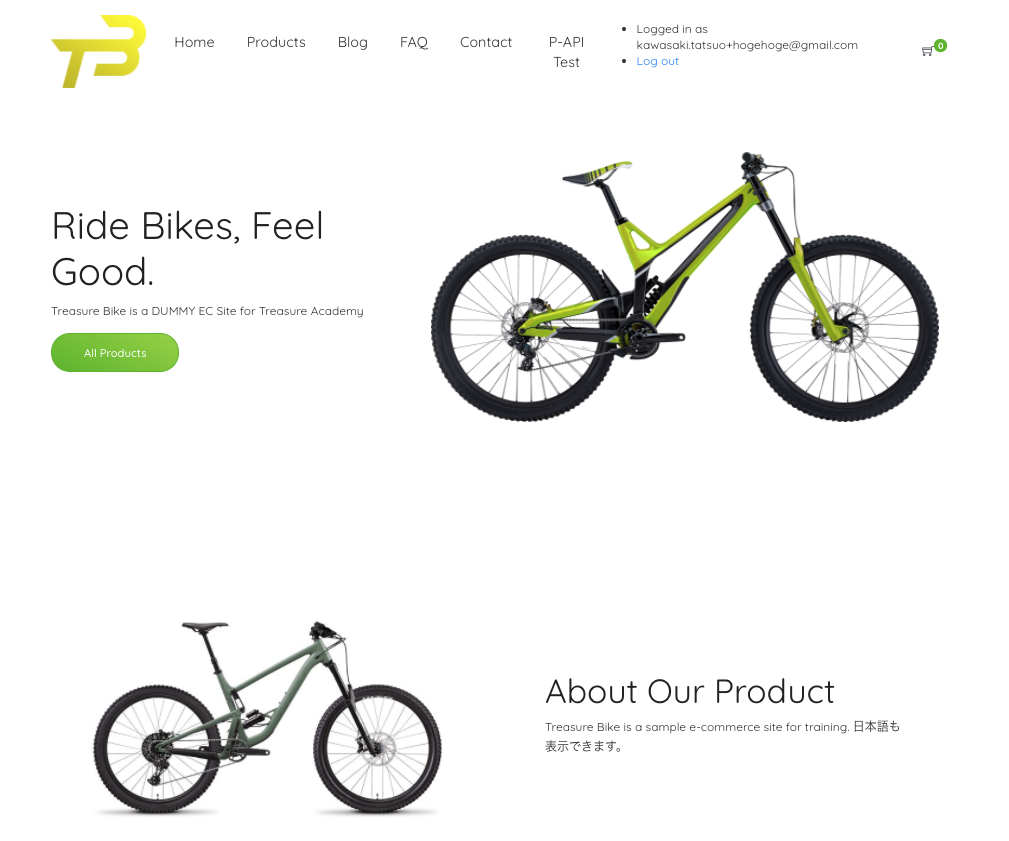 TB
Home Products Blog FAQ Contact P-API
Test
Logged in as
kawasaki.tatsuo+hogehoge@gmail.com
Log out
0
Ride Bikes, Feel
Good.
Treasure Bike is a DUMMY EC Site for Treasure Academy
All Products
About Our Product
Treasure Bike is a sample e-commerce site for training. 日本語も
表示できます。